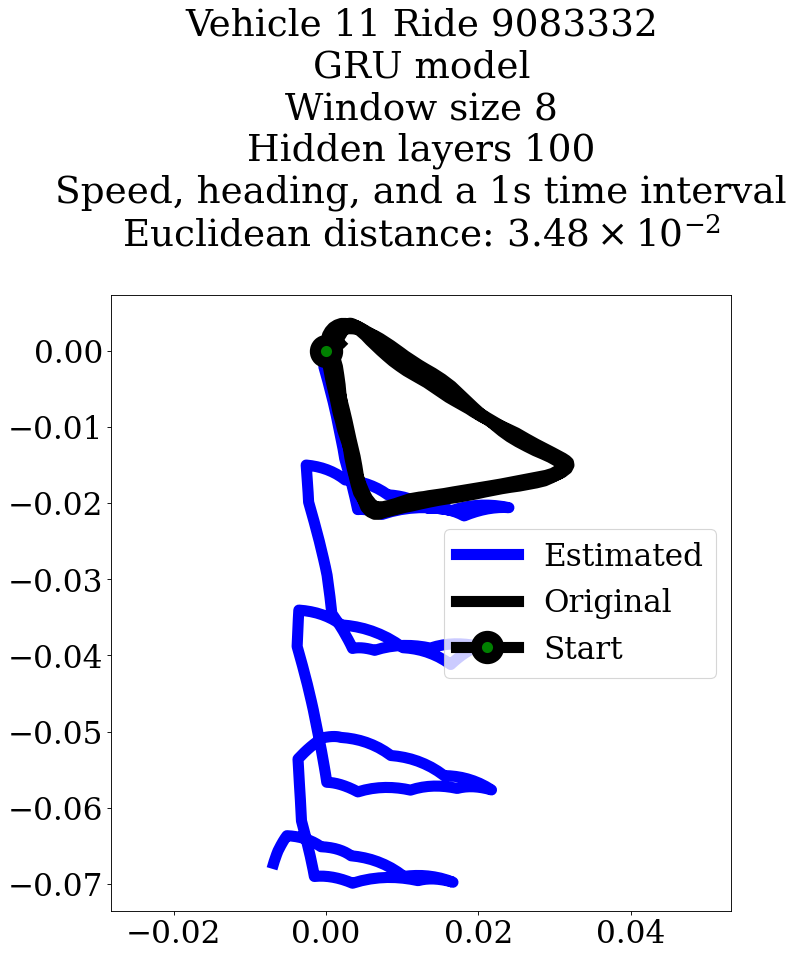 Vehicle 11 Ride 9083332
GRU model
Window size 8
Hidden layers 100
Speed, heading, and a 1s time interval
Euclidean distance: 3.48 × 10⁻²
0.00
−0.01
−0.02
−0.03
−0.04
−0.05
−0.06
−0.07
Estimated
Original
Start
−0.02 0.00 0.02 0.04